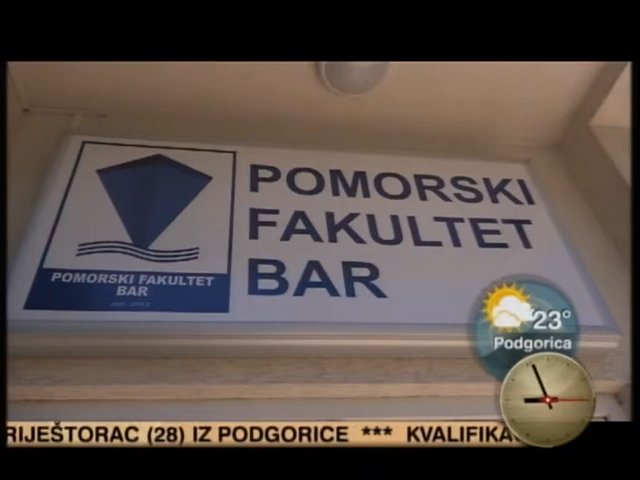 POMORSKI
FAKULTET
BAR
POMORSKI FAKULTET
BAR
23°
Podgorica
RIJEŠTORAC (28) IZ PODGORICE *** KVALIFIKA